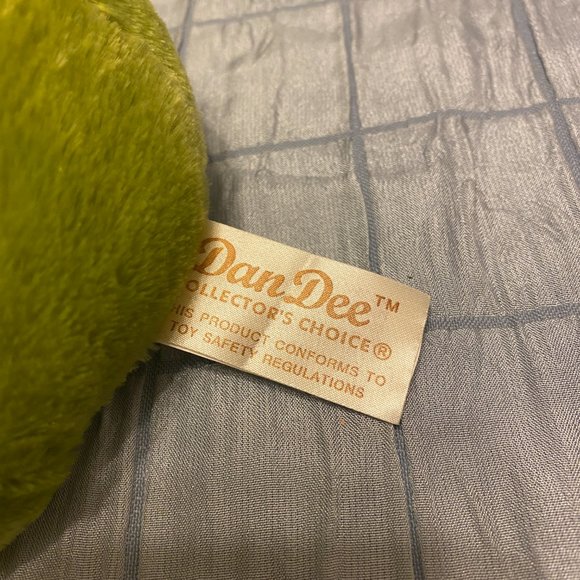 DanDee™
OLLECTOR'S CHOICE®
HIS PRODUCT CONFORMS TO
TOY SAFETY REGULATIONS